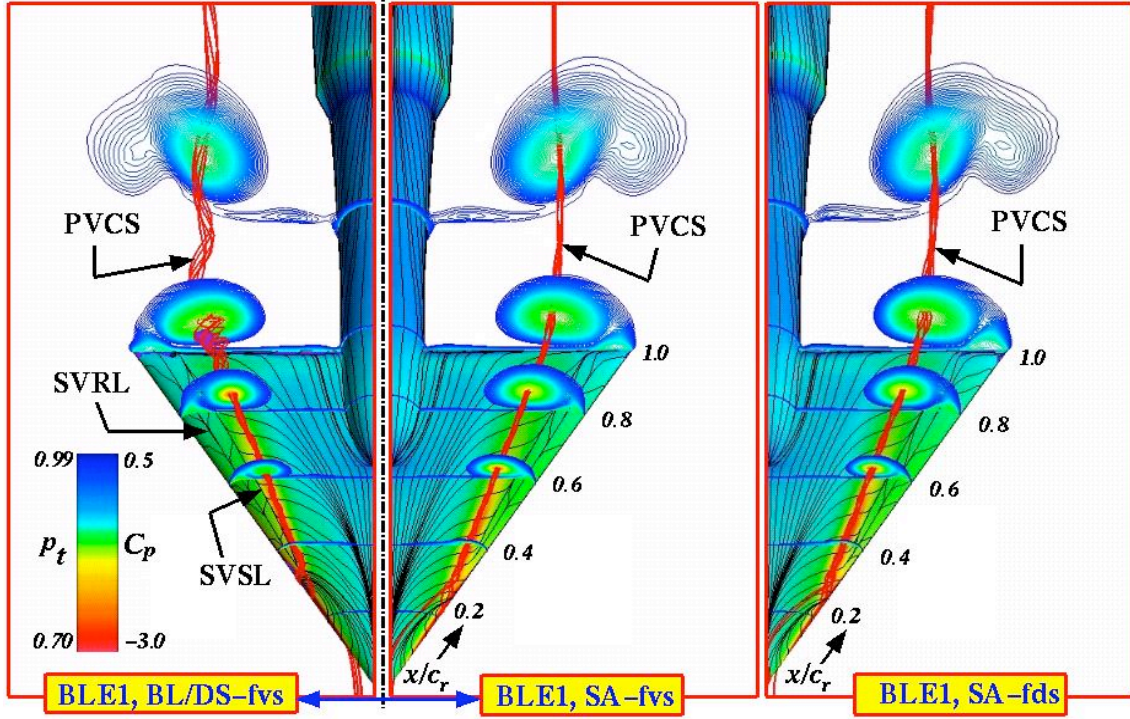 PVCS
PVCS
PVCS
SVRL
SVSL
0.99
0.5
p_t
C_p
0.70
−3.0
1.0
0.8
0.6
0.4
0.2
x/c_r
1.0
0.8
0.6
0.4
0.2
x/c_r
BLE1, BL/DS−fvs
BLE1, SA−fvs
BLE1, SA−fds